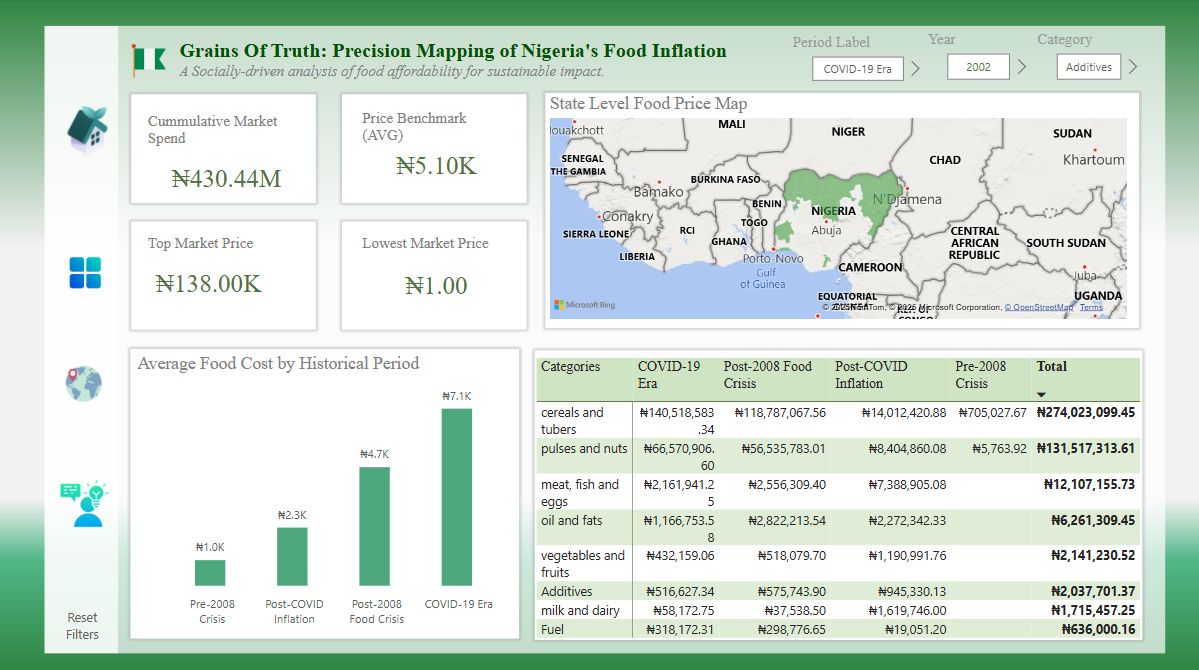 Grains Of Truth: Precision Mapping of Nigeria's Food Inflation
A Socially-driven analysis of food affordability for sustainable impact.
Period Label
Year
Category
COVID-19 Era
2002
Additives
Cummulative Market
Spend
₦430.44M
Price Benchmark
(AVG)
₦5.10K
Top Market Price
₦138.00K
Lowest Market Price
₦1.00
State Level Food Price Map
louakchott
MALI
NIGER
SUDAN
CHAD
Khartoum
SENEGAL
THE GAMBIA
Bamako
BURKINA FASO
N'Djamena
BENIN
NIGERIA
Conakry
TOGO
Abuja
SIERRA LEONE
RCI
GHANA
CENTRAL
AFRICAN
REPUBLIC
SOUTH SUDAN
LIBERIA
Porto-Novo
CAMEROON
Gulf
of Guinea
Juba
EQUATORIAL
UGANDA
Microsoft Bing
Microsoft Corporation, © OpenStreetMap Terms
Average Food Cost by Historical Period
₦1.0K
₦2.3K
₦4.7K
₦7.1K
Pre-2008
Crisis
Post-COVID
Inflation
Post-2008
Food Crisis
COVID-19 Era
Categories COVID-19 Era Post-2008 Food Crisis Post-COVID Inflation Pre-2008 Crisis Total
cereals and tubers ₦140,518,583.34 ₦118,787,067.56 ₦14,012,420.88 ₦705,027.67 ₦274,023,099.45
pulses and nuts ₦66,570,906.60 ₦56,535,783.01 ₦8,404,860.08 ₦5,763.92 ₦131,517,313.61
meat, fish and eggs ₦2,161,941.25 ₦2,556,309.40 ₦7,388,905.08 ₦12,107,155.73
oil and fats ₦1,166,753.58 ₦2,822,213.54 ₦2,272,342.33 ₦6,261,309.45
vegetables and fruits ₦432,159.06 ₦518,079.70 ₦1,190,991.76 ₦2,141,230.52
Additives ₦516,627.34 ₦575,743.90 ₦945,330.13 ₦2,037,701.37
milk and dairy ₦58,172.75 ₦37,538.50 ₦1,619,746.00 ₦1,715,457.25
Fuel ₦318,172.31 ₦298,776.65 ₦19,051.20 ₦636,000.16
Reset
Filters